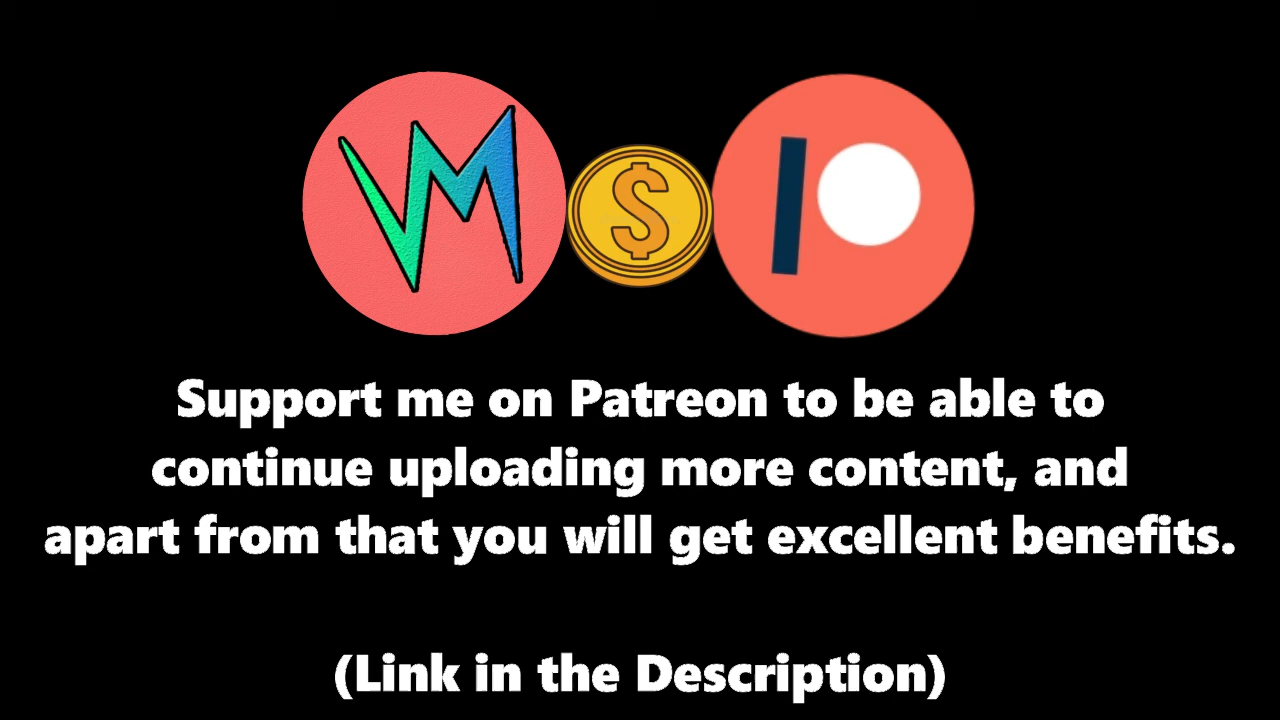 VM
$
Support me on Patreon to be able to
continue uploading more content, and
apart from that you will get excellent benefits.
(Link in the Description)